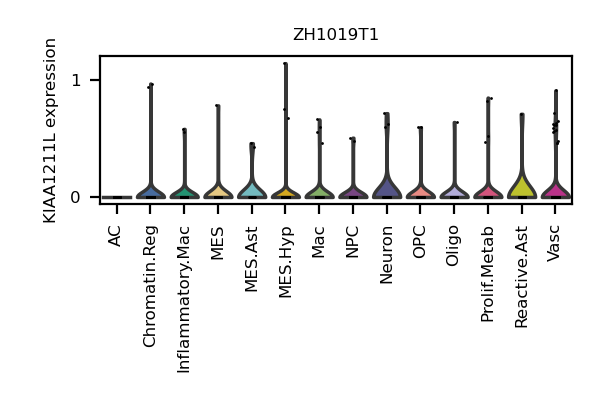 ZH1019T1
KIAA1211L expression
1
0
AC
Chromatin.Reg
Inflammatory.Mac
MES
MES.Ast
MES.Hyp
Mac
NPC
Neuron
OPC
Oligo
Prolif.Metab
Reactive.Ast
Vasc